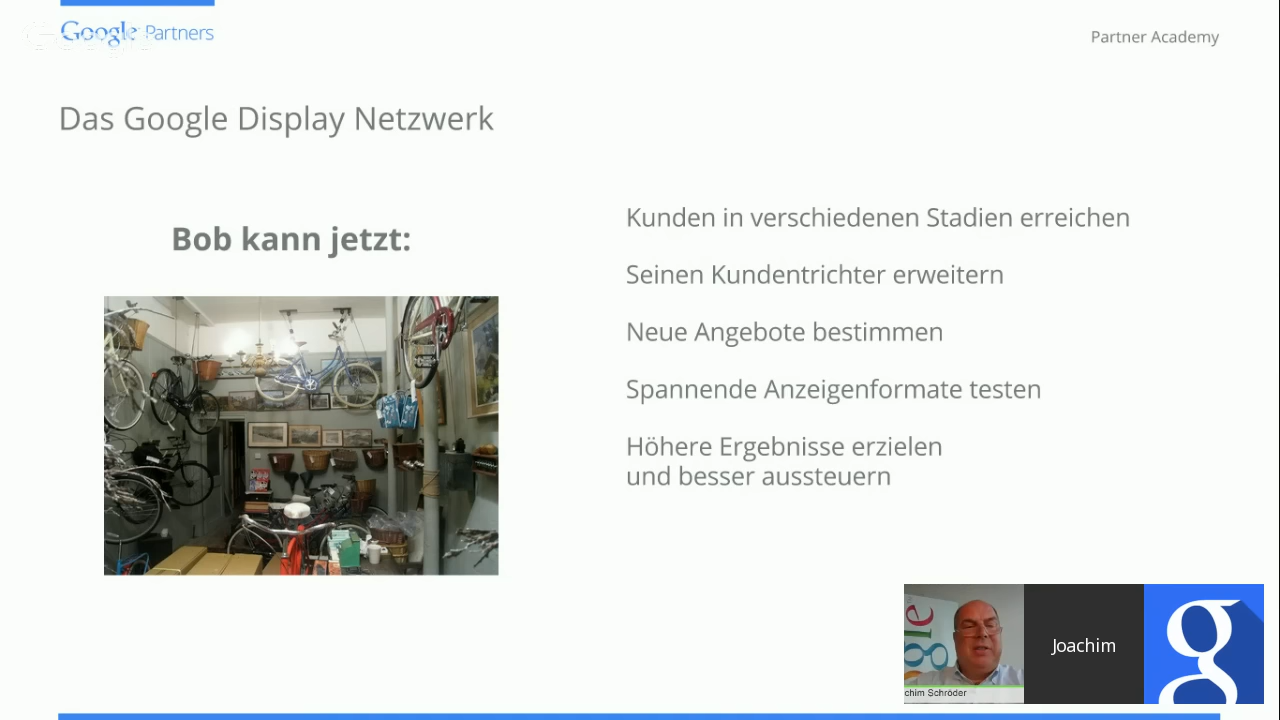 Google Partners
Partner Academy
Das Google Display Netzwerk
Bob kann jetzt:
Kunden in verschiedenen Stadien erreichen
Seinen Kundentrichter erweitern
Neue Angebote bestimmen
Spannende Anzeigenformate testen
Höhere Ergebnisse erzielen
und besser aussteuern
Joachim
chim Schröder